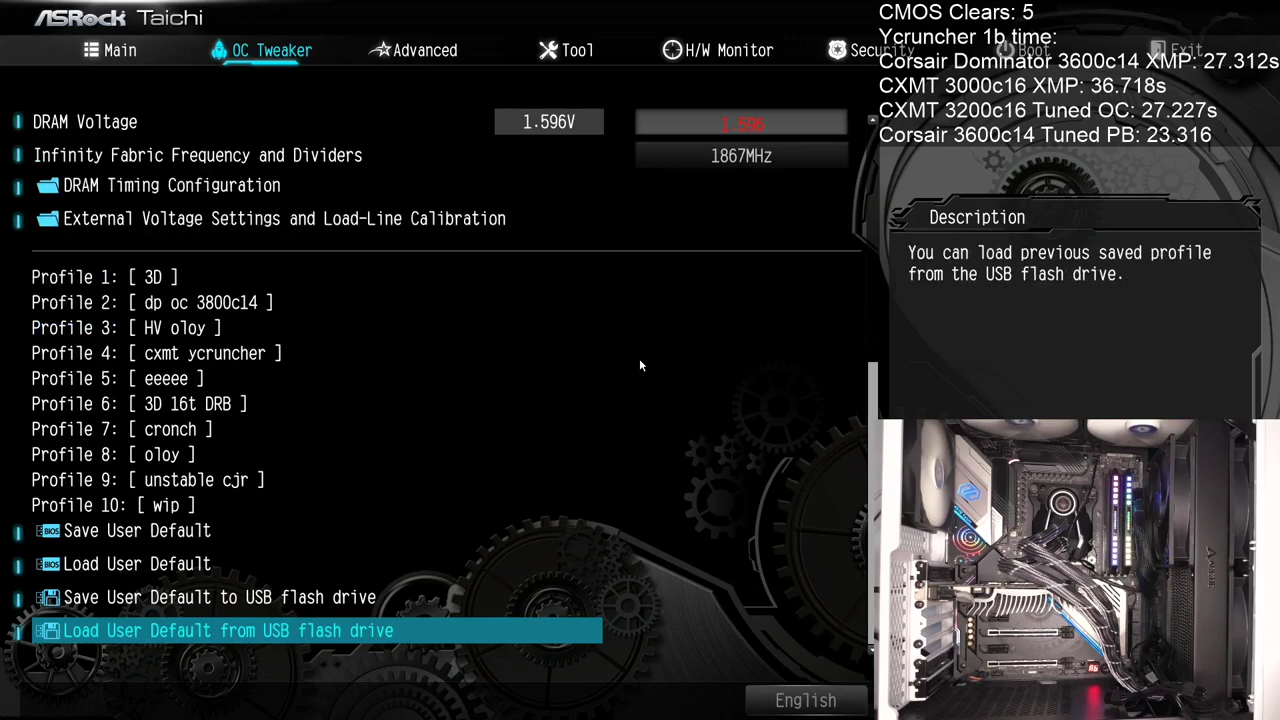 ASRock Taichi
Main
OC Tweaker
Advanced
Tool
H/W Monitor
Security
Boot
Exit
CMOS Clears: 5
Ycruncher 1b time:
Corsair Dominator 3600c14 XMP: 27.312s
CXMT 3000c16 XMP: 36.718s
CXMT 3200c16 Tuned OC: 27.227s
Corsair 3600c14 Tuned PB: 23.316
DRAM Voltage 1.596V 1.596
Infinity Fabric Frequency and Dividers 1867MHz
DRAM Timing Configuration
External Voltage Settings and Load-Line Calibration
Profile 1: [ 3D ]
Profile 2: [ dp oc 3800c14 ]
Profile 3: [ HV oloy ]
Profile 4: [ cxmt ycruncher ]
Profile 5: [ eeeee ]
Profile 6: [ 3D 16t DRB ]
Profile 7: [ cronch ]
Profile 8: [ oloy ]
Profile 9: [ unstable cjr ]
Profile 10: [ wip ]
BIOS Save User Default
BIOS Load User Default
Save User Default to USB flash drive
Load User Default from USB flash drive
Description
You can load previous saved profile
from the USB flash drive.
English